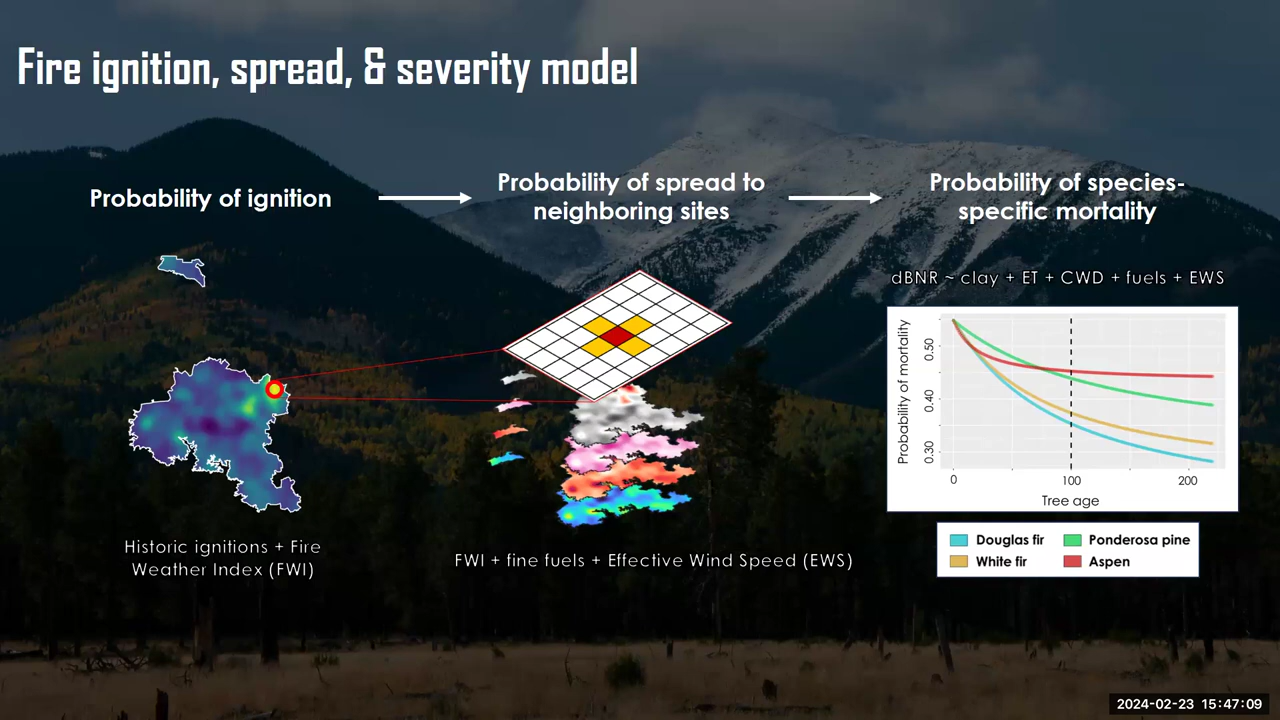 Fire ignition, spread, & severity model
Probability of ignition
Probability of spread to
neighboring sites
Probability of species-
specific mortality
dBNR ~ clay + ET + CWD + fuels + EWS
Probability of mortality
0.50
0.40
0.30
0
100
200
Tree age
Douglas fir
Ponderosa pine
White fir
Aspen
Historic ignitions + Fire
Weather Index (FWI)
FWI + fine fuels + Effective Wind Speed (EWS)
2024-02-23 15:47:09